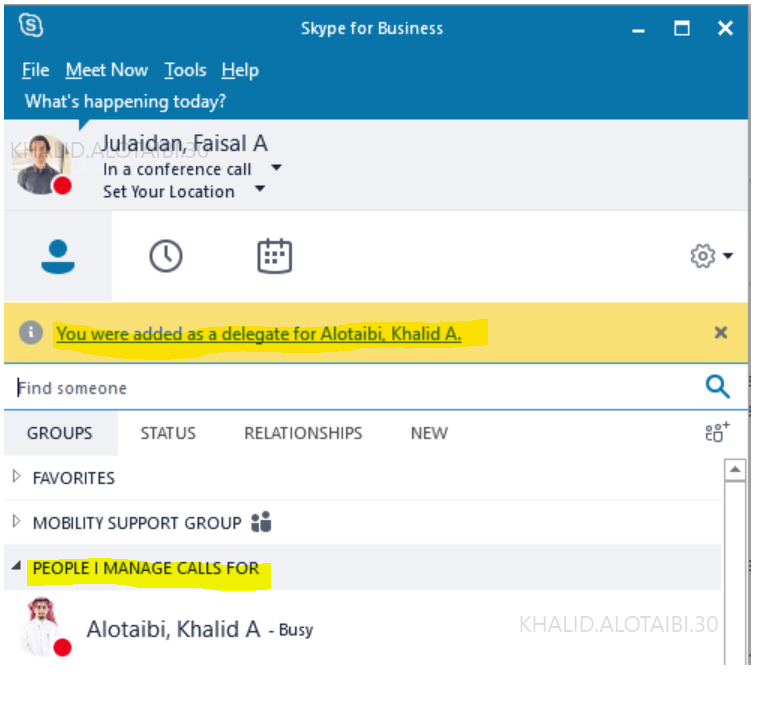 Skype for Business
File Meet Now Tools Help
What's happening today?
Julaidan, Faisal A
KHALID.ALOTAIBI.30
In a conference call
Set Your Location
You were added as a delegate for Alotaibi, Khalid A.
Find someone
GROUPS STATUS RELATIONSHIPS NEW
FAVORITES
MOBILITY SUPPORT GROUP
PEOPLE I MANAGE CALLS FOR
Alotaibi, Khalid A - Busy
KHALID.ALOTAIBI.30